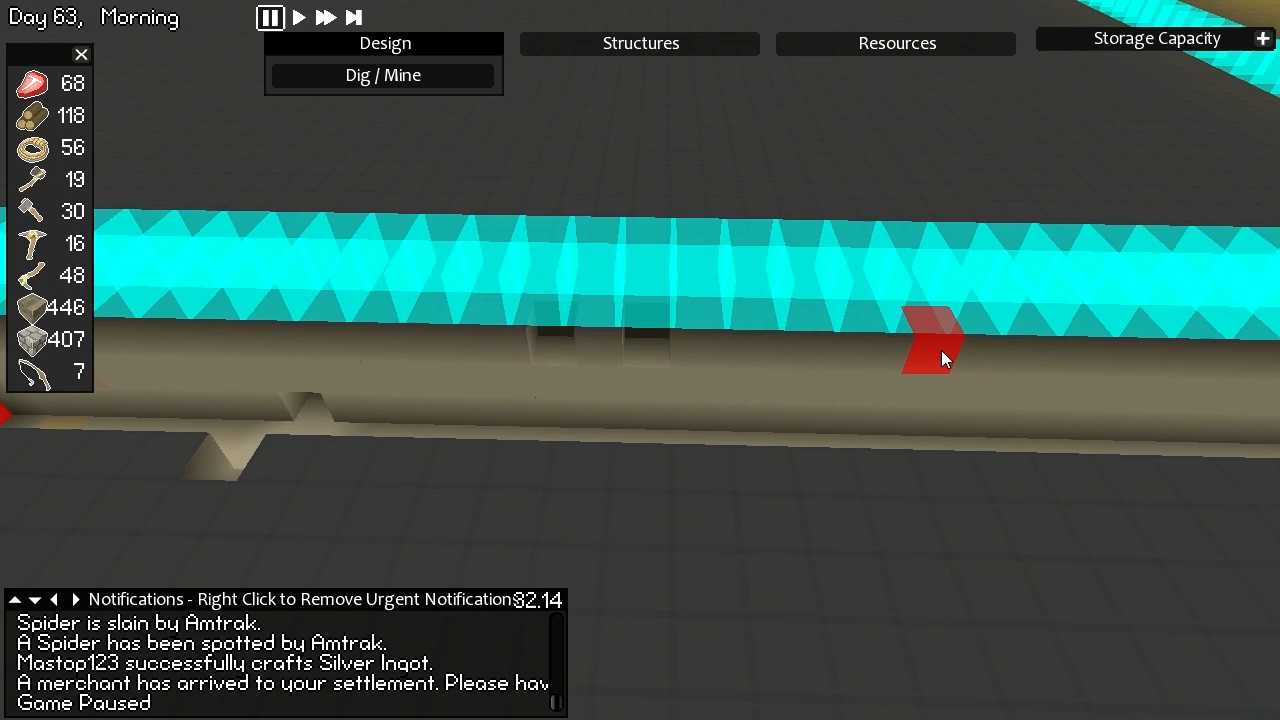 Day 63, Morning
Design
Structures
Resources
Storage Capacity
Dig / Mine
68
118
56
19
30
16
48
446
407
7
Notifications - Right Click to Remove Urgent Notification
32.14
Spider is slain by Amtrak.
A Spider has been spotted by Amtrak.
Mastop123 successfully crafts Silver Ingot.
A merchant has arrived to your settlement. Please hav
Game Paused